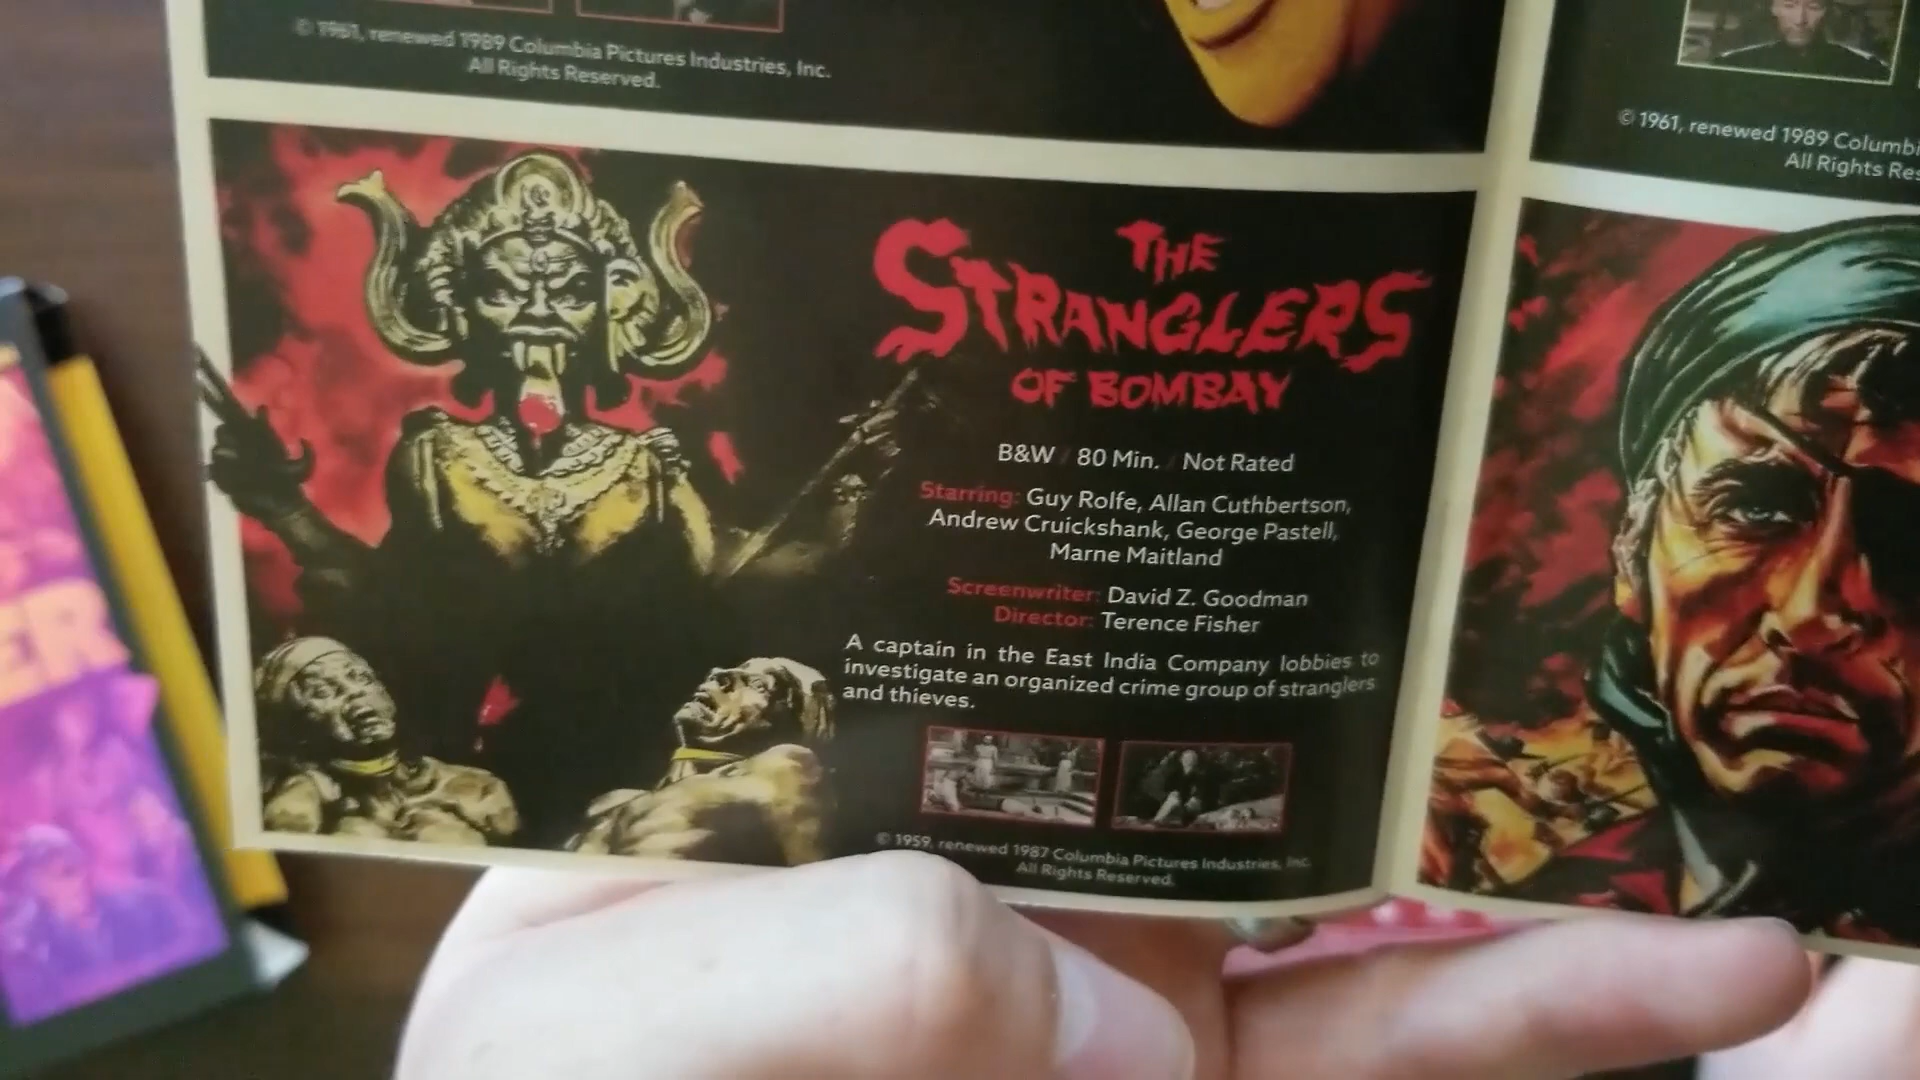 © 1961, renewed 1989 Columbia Pictures Industries, Inc.
All Rights Reserved.
THE
STRANGLERS
OF BOMBAY
B&W / 80 Min. / Not Rated
Starring: Guy Rolfe, Allan Cuthbertson,
Andrew Cruickshank, George Pastell,
Marne Maitland
Screenwriter: David Z. Goodman
Director: Terence Fisher
A captain in the East India Company lobbies to
investigate an organized crime group of stranglers
and thieves.
© 1959, renewed 1987 Columbia Pictures Industries, Inc.
All Rights Reserved.
© 1961, renewed 1989 Columbi
All Rights Res
ER